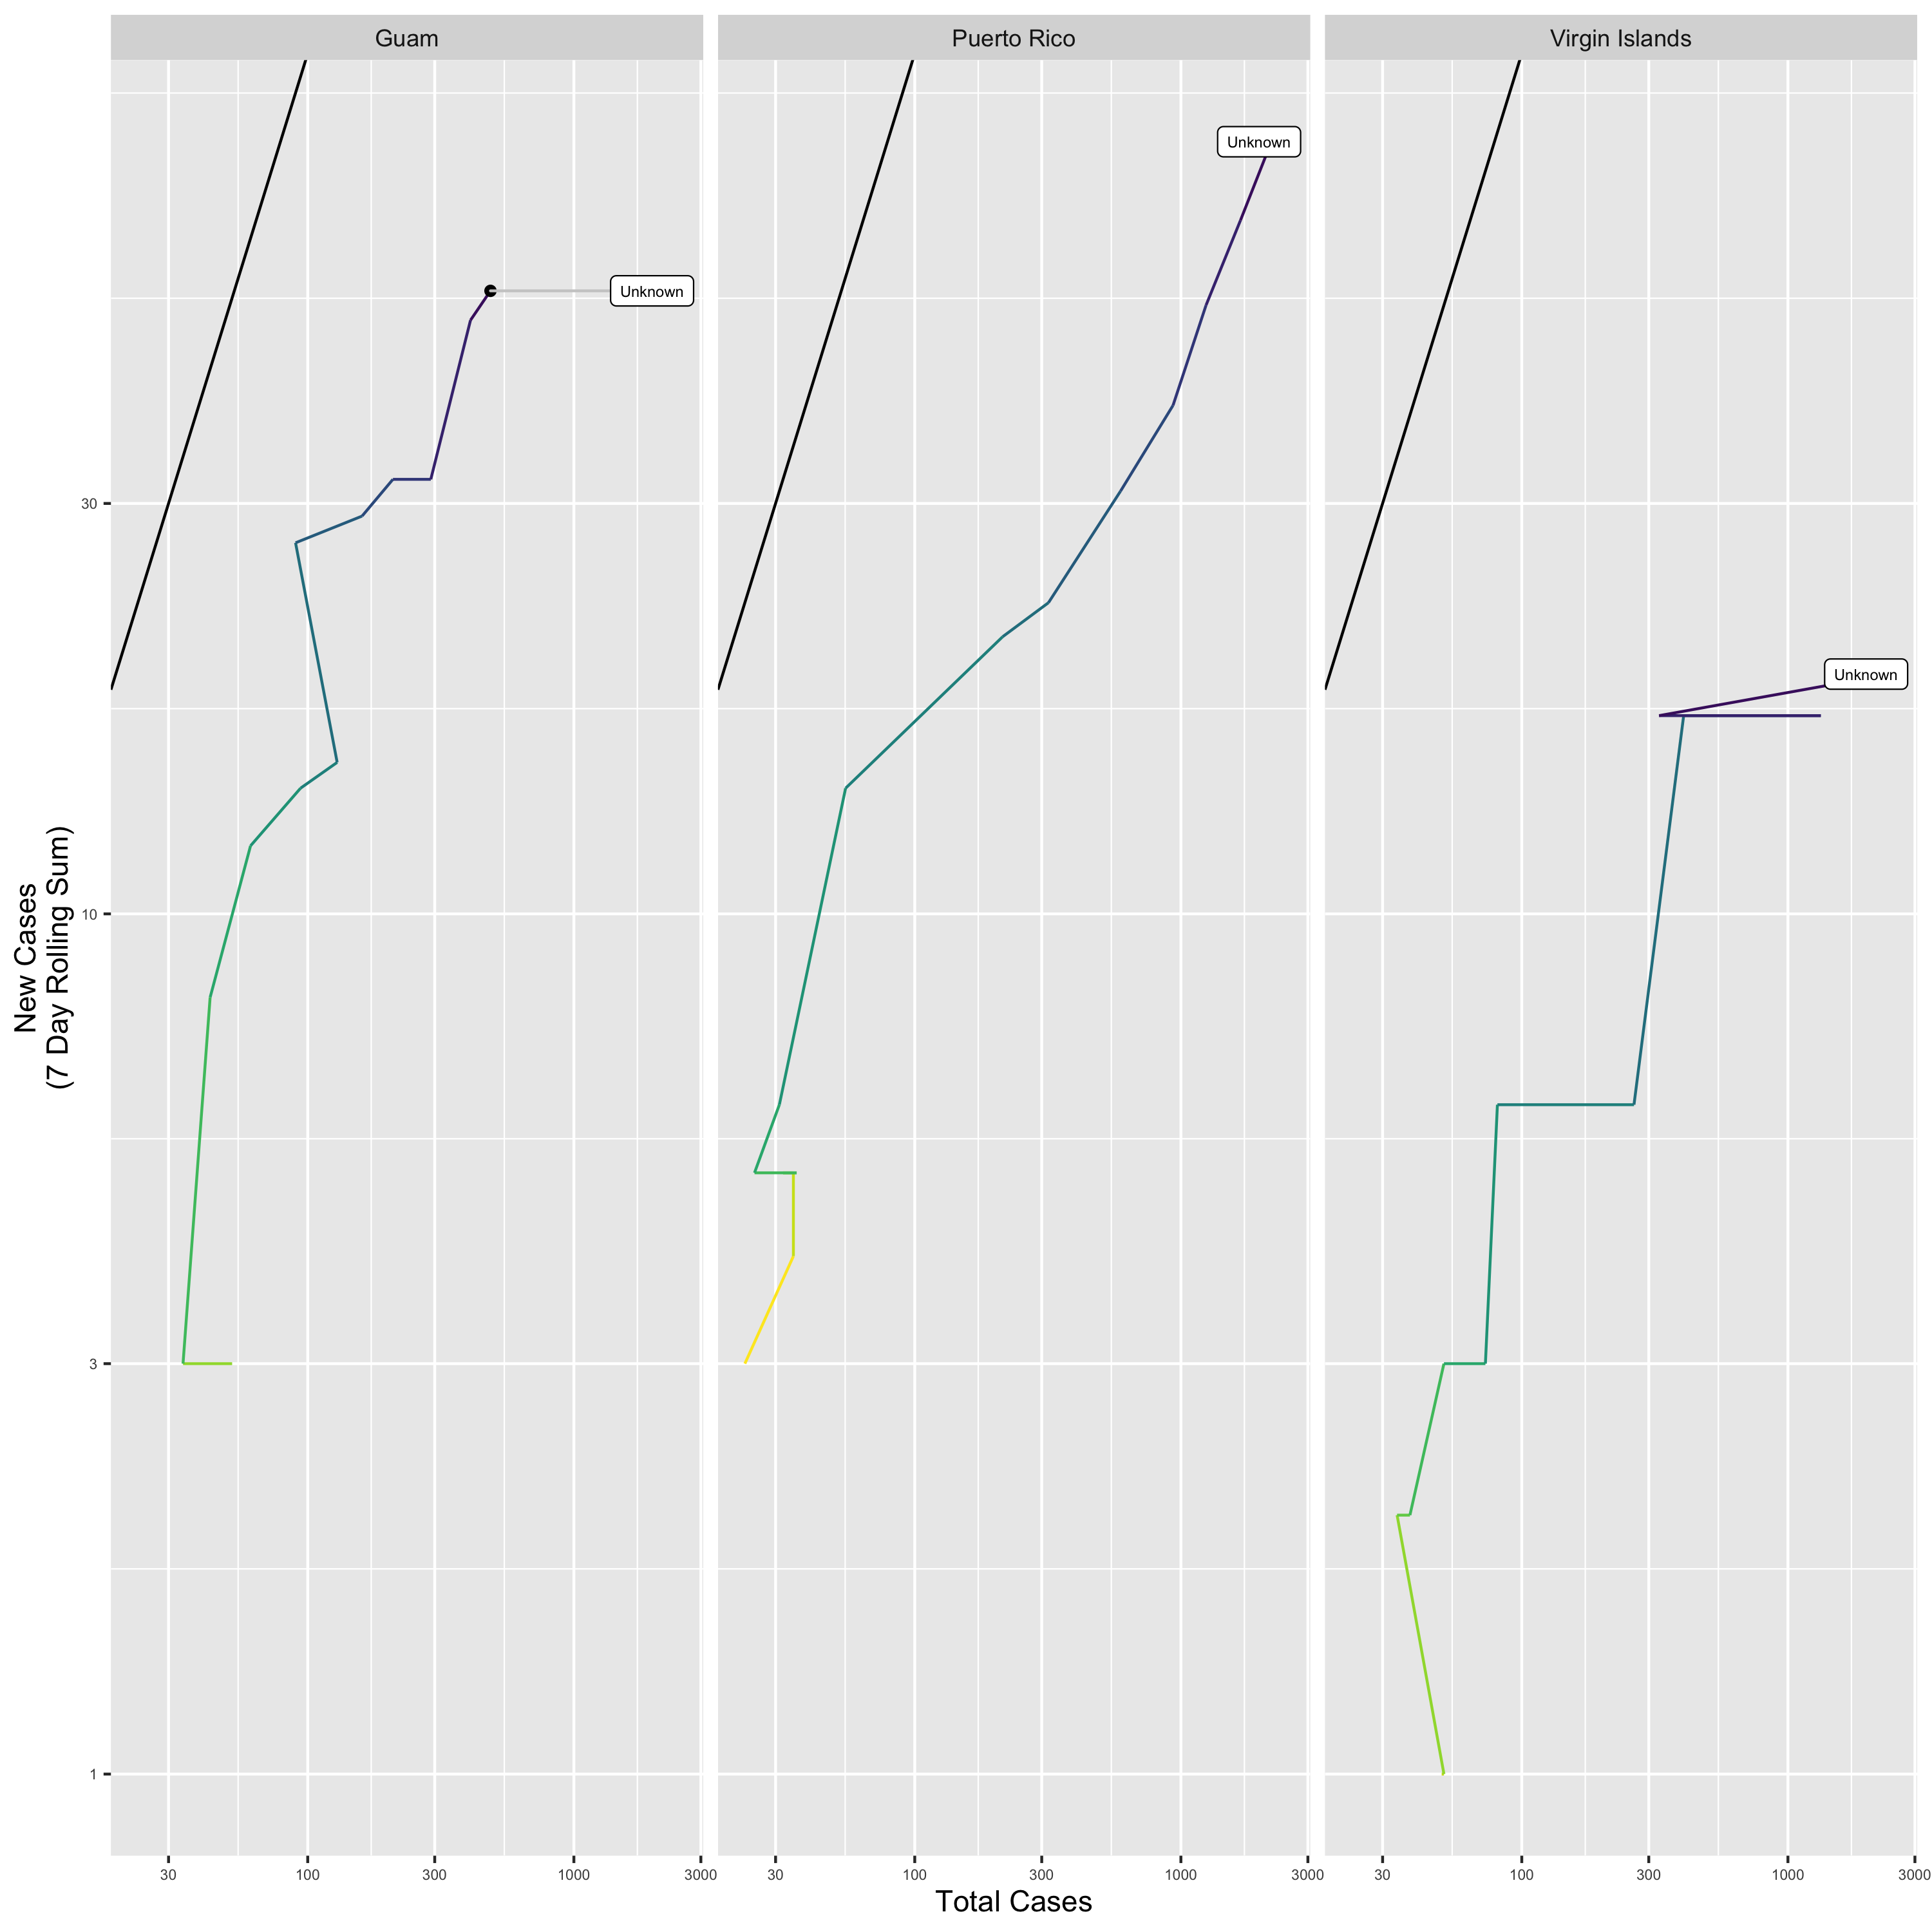 Guam
Puerto Rico
Virgin Islands
Unknown
Unknown
Unknown
30
10
3
1
New Cases
(7 Day Rolling Sum)
30 100 300 1000 3000
30 100 300 1000 3000
30 100 300 1000 3000
Total Cases